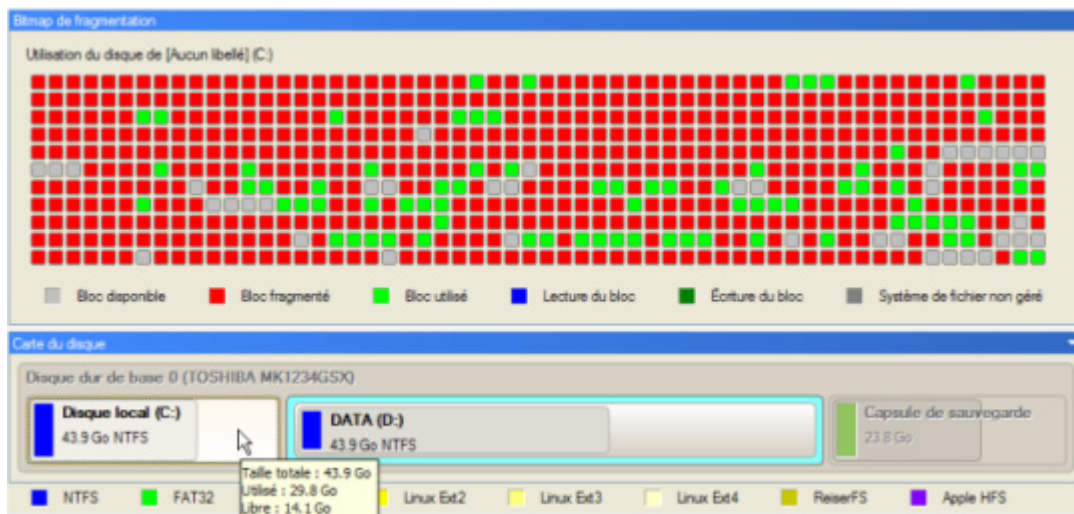 Bitmap de fragmentation
Utilisation du disque de [Aucun libellé] (C:)
Bloc disponible Bloc fragmenté Bloc utilisé Lecture du bloc Écriture du bloc Système de fichier non géré
Carte du disque
Disque dur de base 0 (TOSHIBA MK1234GSX)
Disque local (C:)
43.9 Go NTFS
DATA (D:)
43.9 Go NTFS
Capsule de sauvegarde
23.8 Go
Taille totale : 43.9 Go
Utilisé : 29.8 Go
Libre : 14.1 Go
NTFS FAT32 Linux Ext2 Linux Ext3 Linux Ext4 ReiserFS Apple HFS